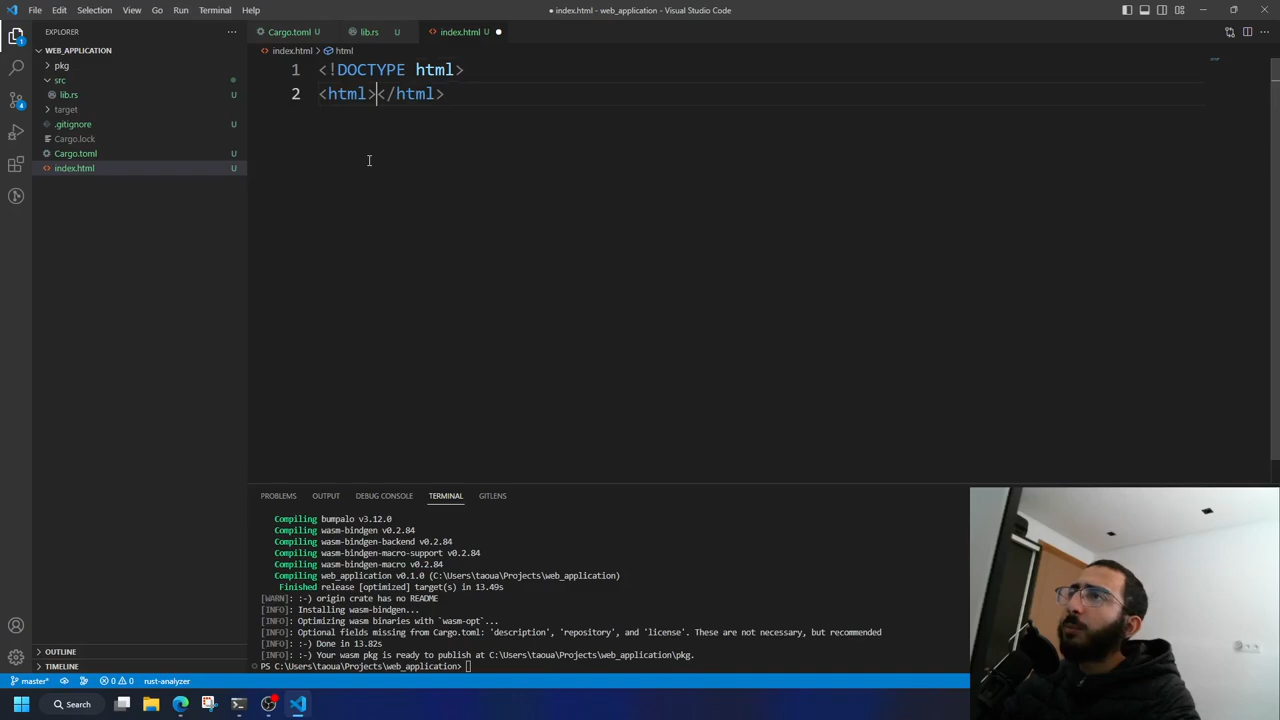 File Edit Selection View Go Run Terminal Help
● index.html - web_application - Visual Studio Code
EXPLORER
Cargo.toml U
lib.rs U
index.html U
WEB_APPLICATION
index.html > html
pkg
src
lib.rs U
target
.gitignore U
Cargo.lock
Cargo.toml U
index.html U
1 <!DOCTYPE html>
2 <html></html>
PROBLEMS OUTPUT DEBUG CONSOLE TERMINAL GITLENS
Compiling bumpalo v3.12.0
Compiling wasm-bindgen v0.2.84
Compiling wasm-bindgen-backend v0.2.84
Compiling wasm-bindgen-macro-support v0.2.84
Compiling wasm-bindgen-macro v0.2.84
Compiling web_application v0.1.0 (C:\Users\taoua\Projects\web_application)
Finished release [optimized] target(s) in 13.49s
[WARN]: :-) origin crate has no README
[INFO]: Installing wasm-bindgen...
[INFO]: Optimizing wasm binaries with `wasm-opt`...
[INFO]: Optional fields missing from Cargo.toml: 'description', 'repository', and 'license'. These are not necessary, but recommended
[INFO]: :-) Done in 13.82s
[INFO]: :-) Your wasm pkg is ready to publish at C:\Users\taoua\Projects\web_application\pkg.
PS C:\Users\taoua\Projects\web_application>
OUTLINE
TIMELINE
1
4
master* 0 0 rust-analyzer
Search